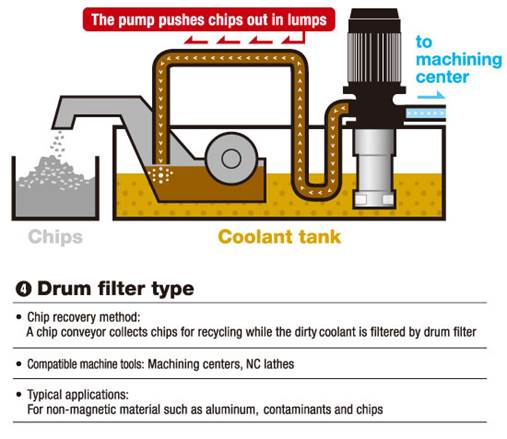 The pump pushes chips out in lumps
to
machining
center
Chips
Coolant tank
❹ Drum filter type
• Chip recovery method:
A chip conveyor collects chips for recycling while the dirty coolant is filtered by drum filter
• Compatible machine tools: Machining centers, NC lathes
• Typical applications:
For non-magnetic material such as aluminum, contaminants and chips